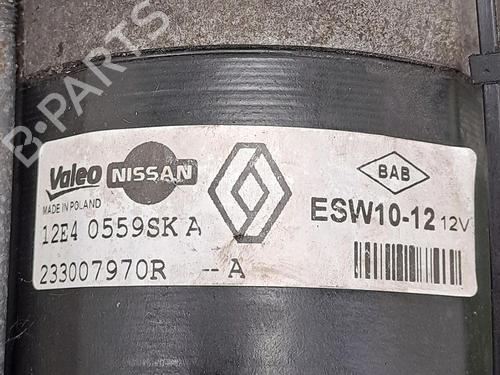 B-PARTS
Valeo NISSAN
MADE IN POLAND
12E4 0559SK A
233007970R --A
BAB
ESW10-12 12V